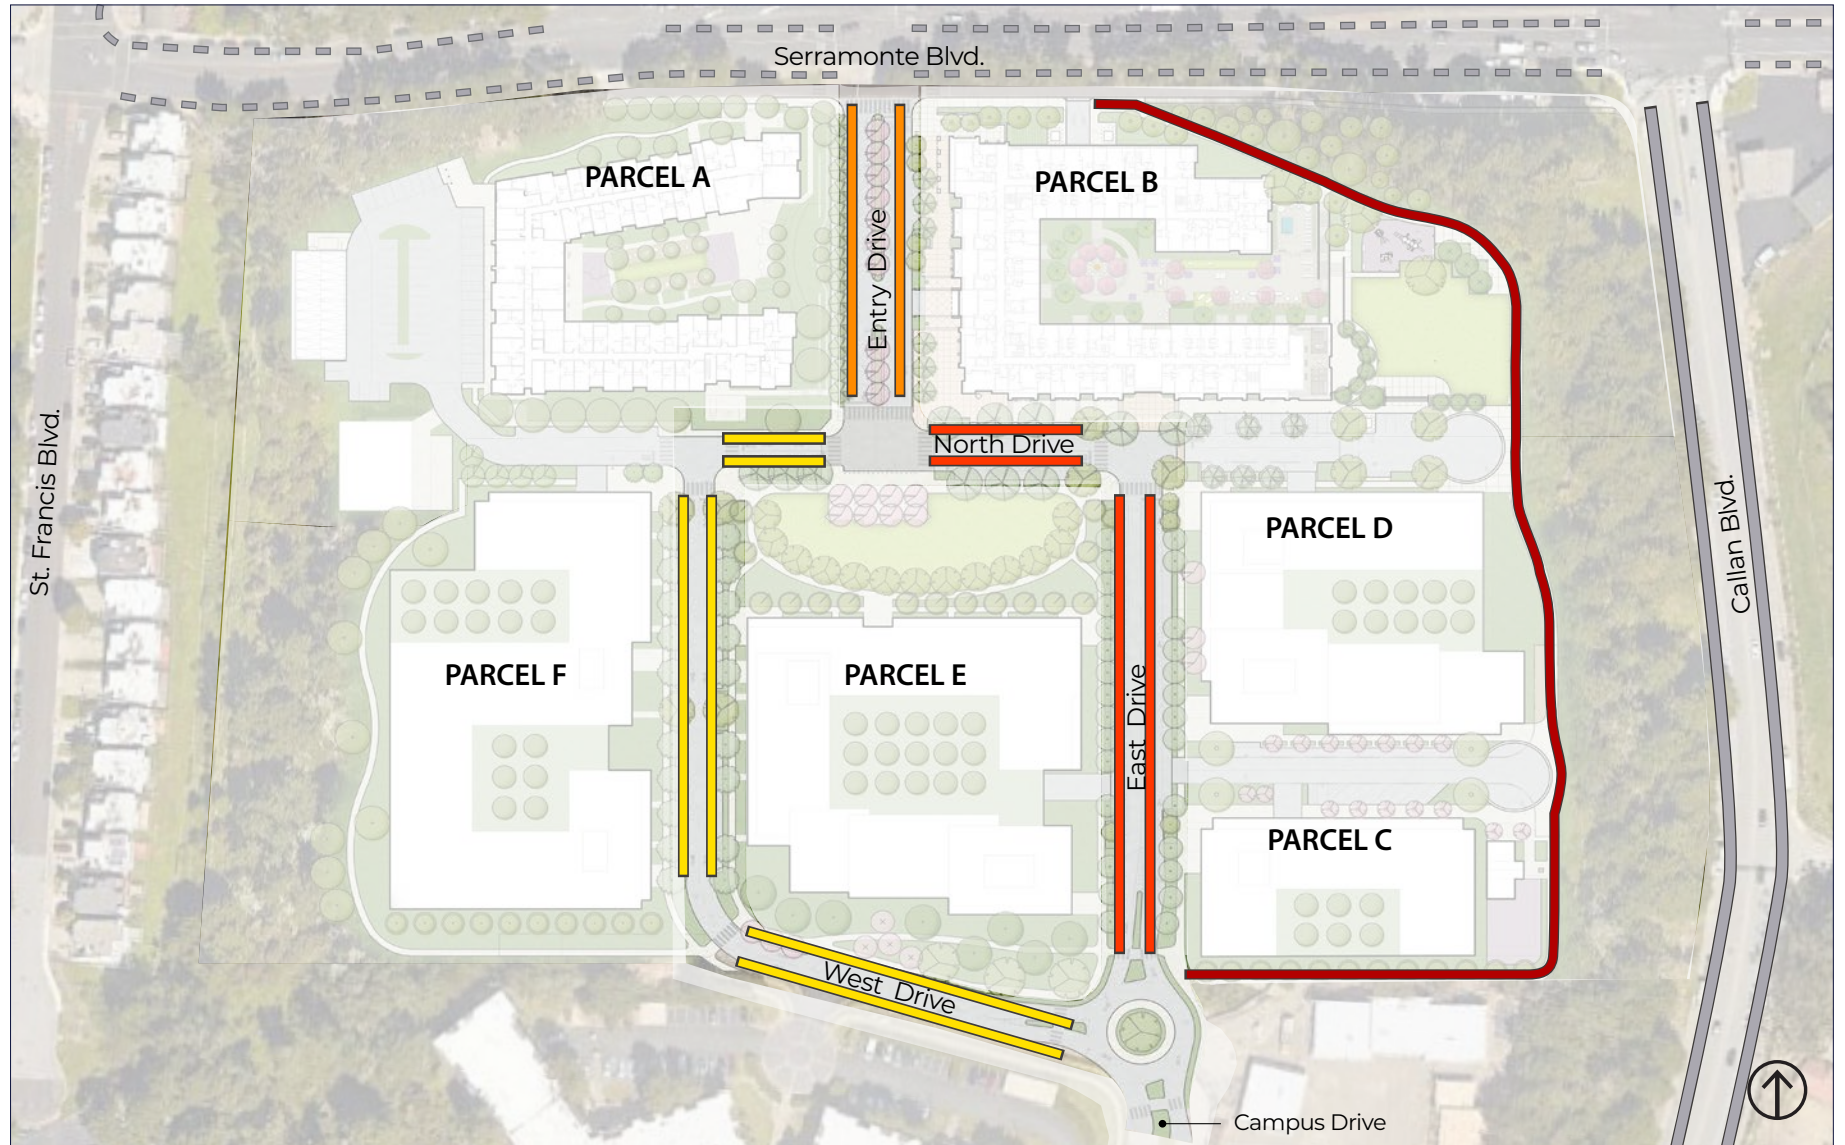 Serramonte Blvd.
PARCEL A
PARCEL B
Entry Drive
St. Francis Blvd.
North Drive
Callan Blvd.
PARCEL D
PARCEL F
PARCEL E
East Drive
PARCEL C
West Drive
Campus Drive